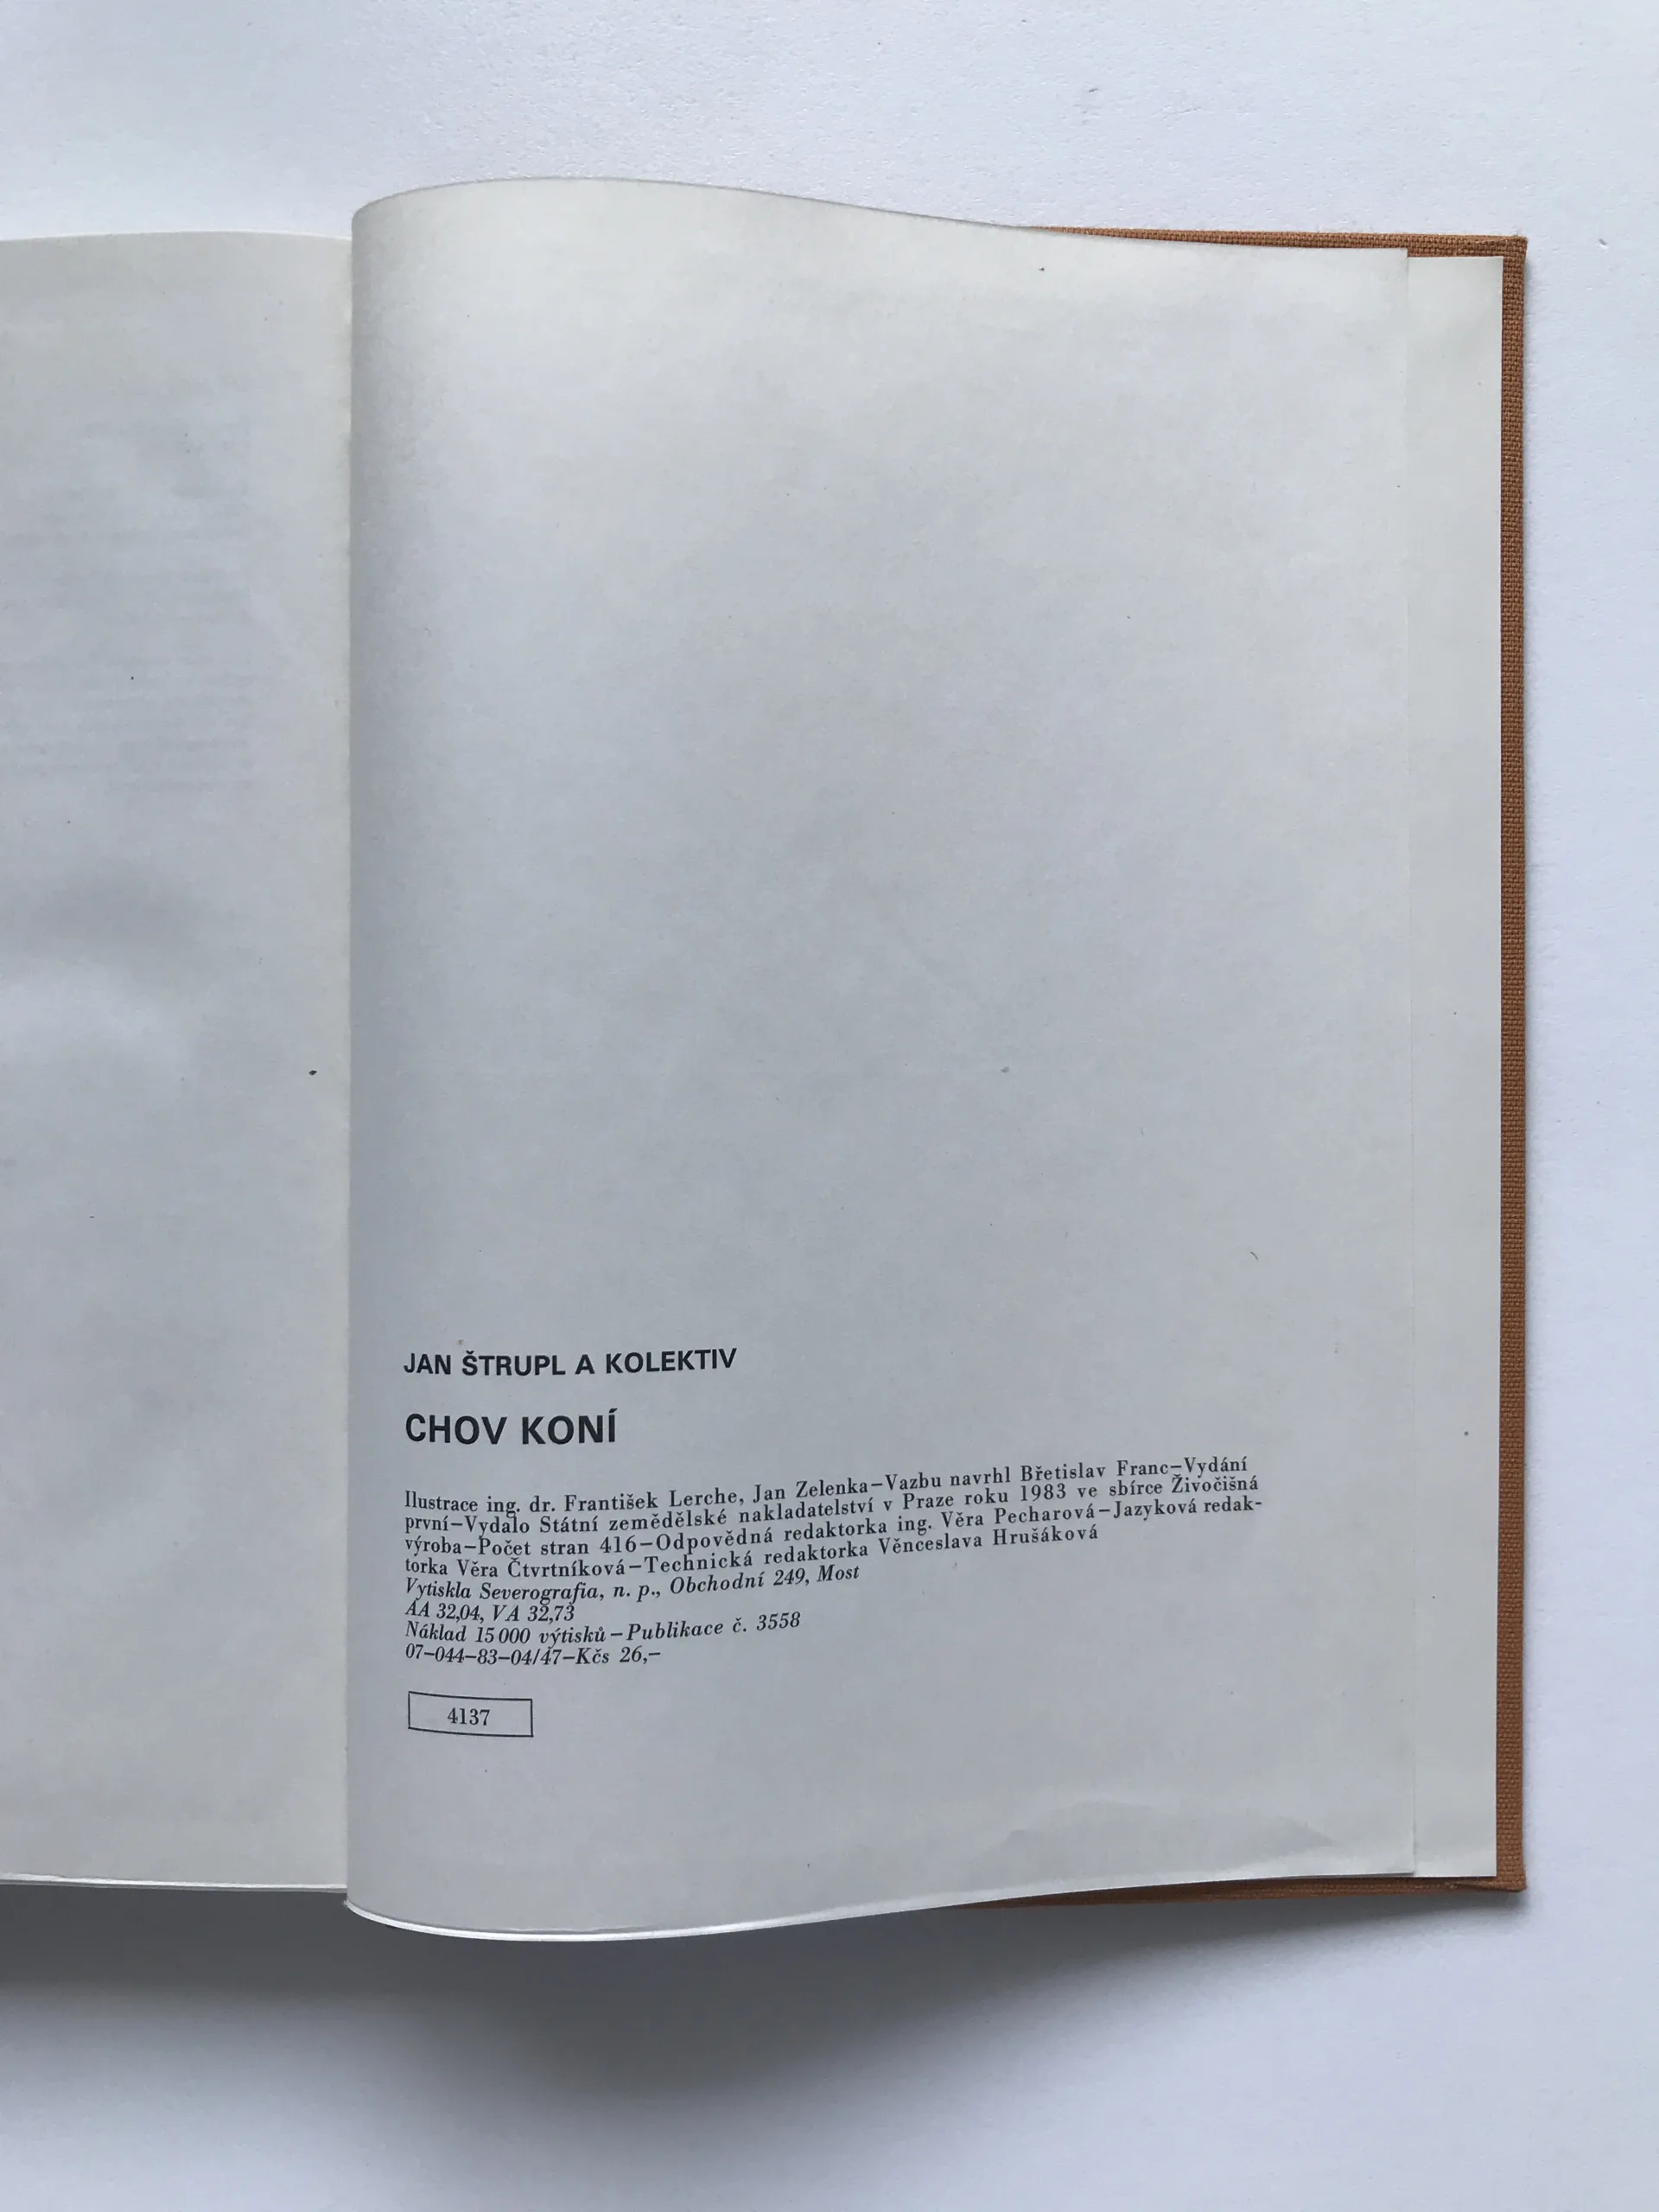 JAN ŠTRUPL A KOLEKTIV
CHOV KONÍ
Ilustrace ing. dr. František Lerche, Jan Zelenka–Vazbu navrhl Břetislav Franc–Vydání
první–Vydalo Státní zemědělské nakladatelství v Praze roku 1983 ve sbírce Živočišná
výroba–Počet stran 416–Odpovědná redaktorka ing. Věra Pecharová–Jazyková redak-
torka Věra Čtvrtníková–Technická redaktorka Věnceslava Hrušáková
Vytiskla Severografia, n. p., Obchodní 249, Most
AA 32,04, VA 32,73
Náklad 15 000 výtisků–Publikace č. 3558
07–044–83–04/47–Kčs 26,–
4137